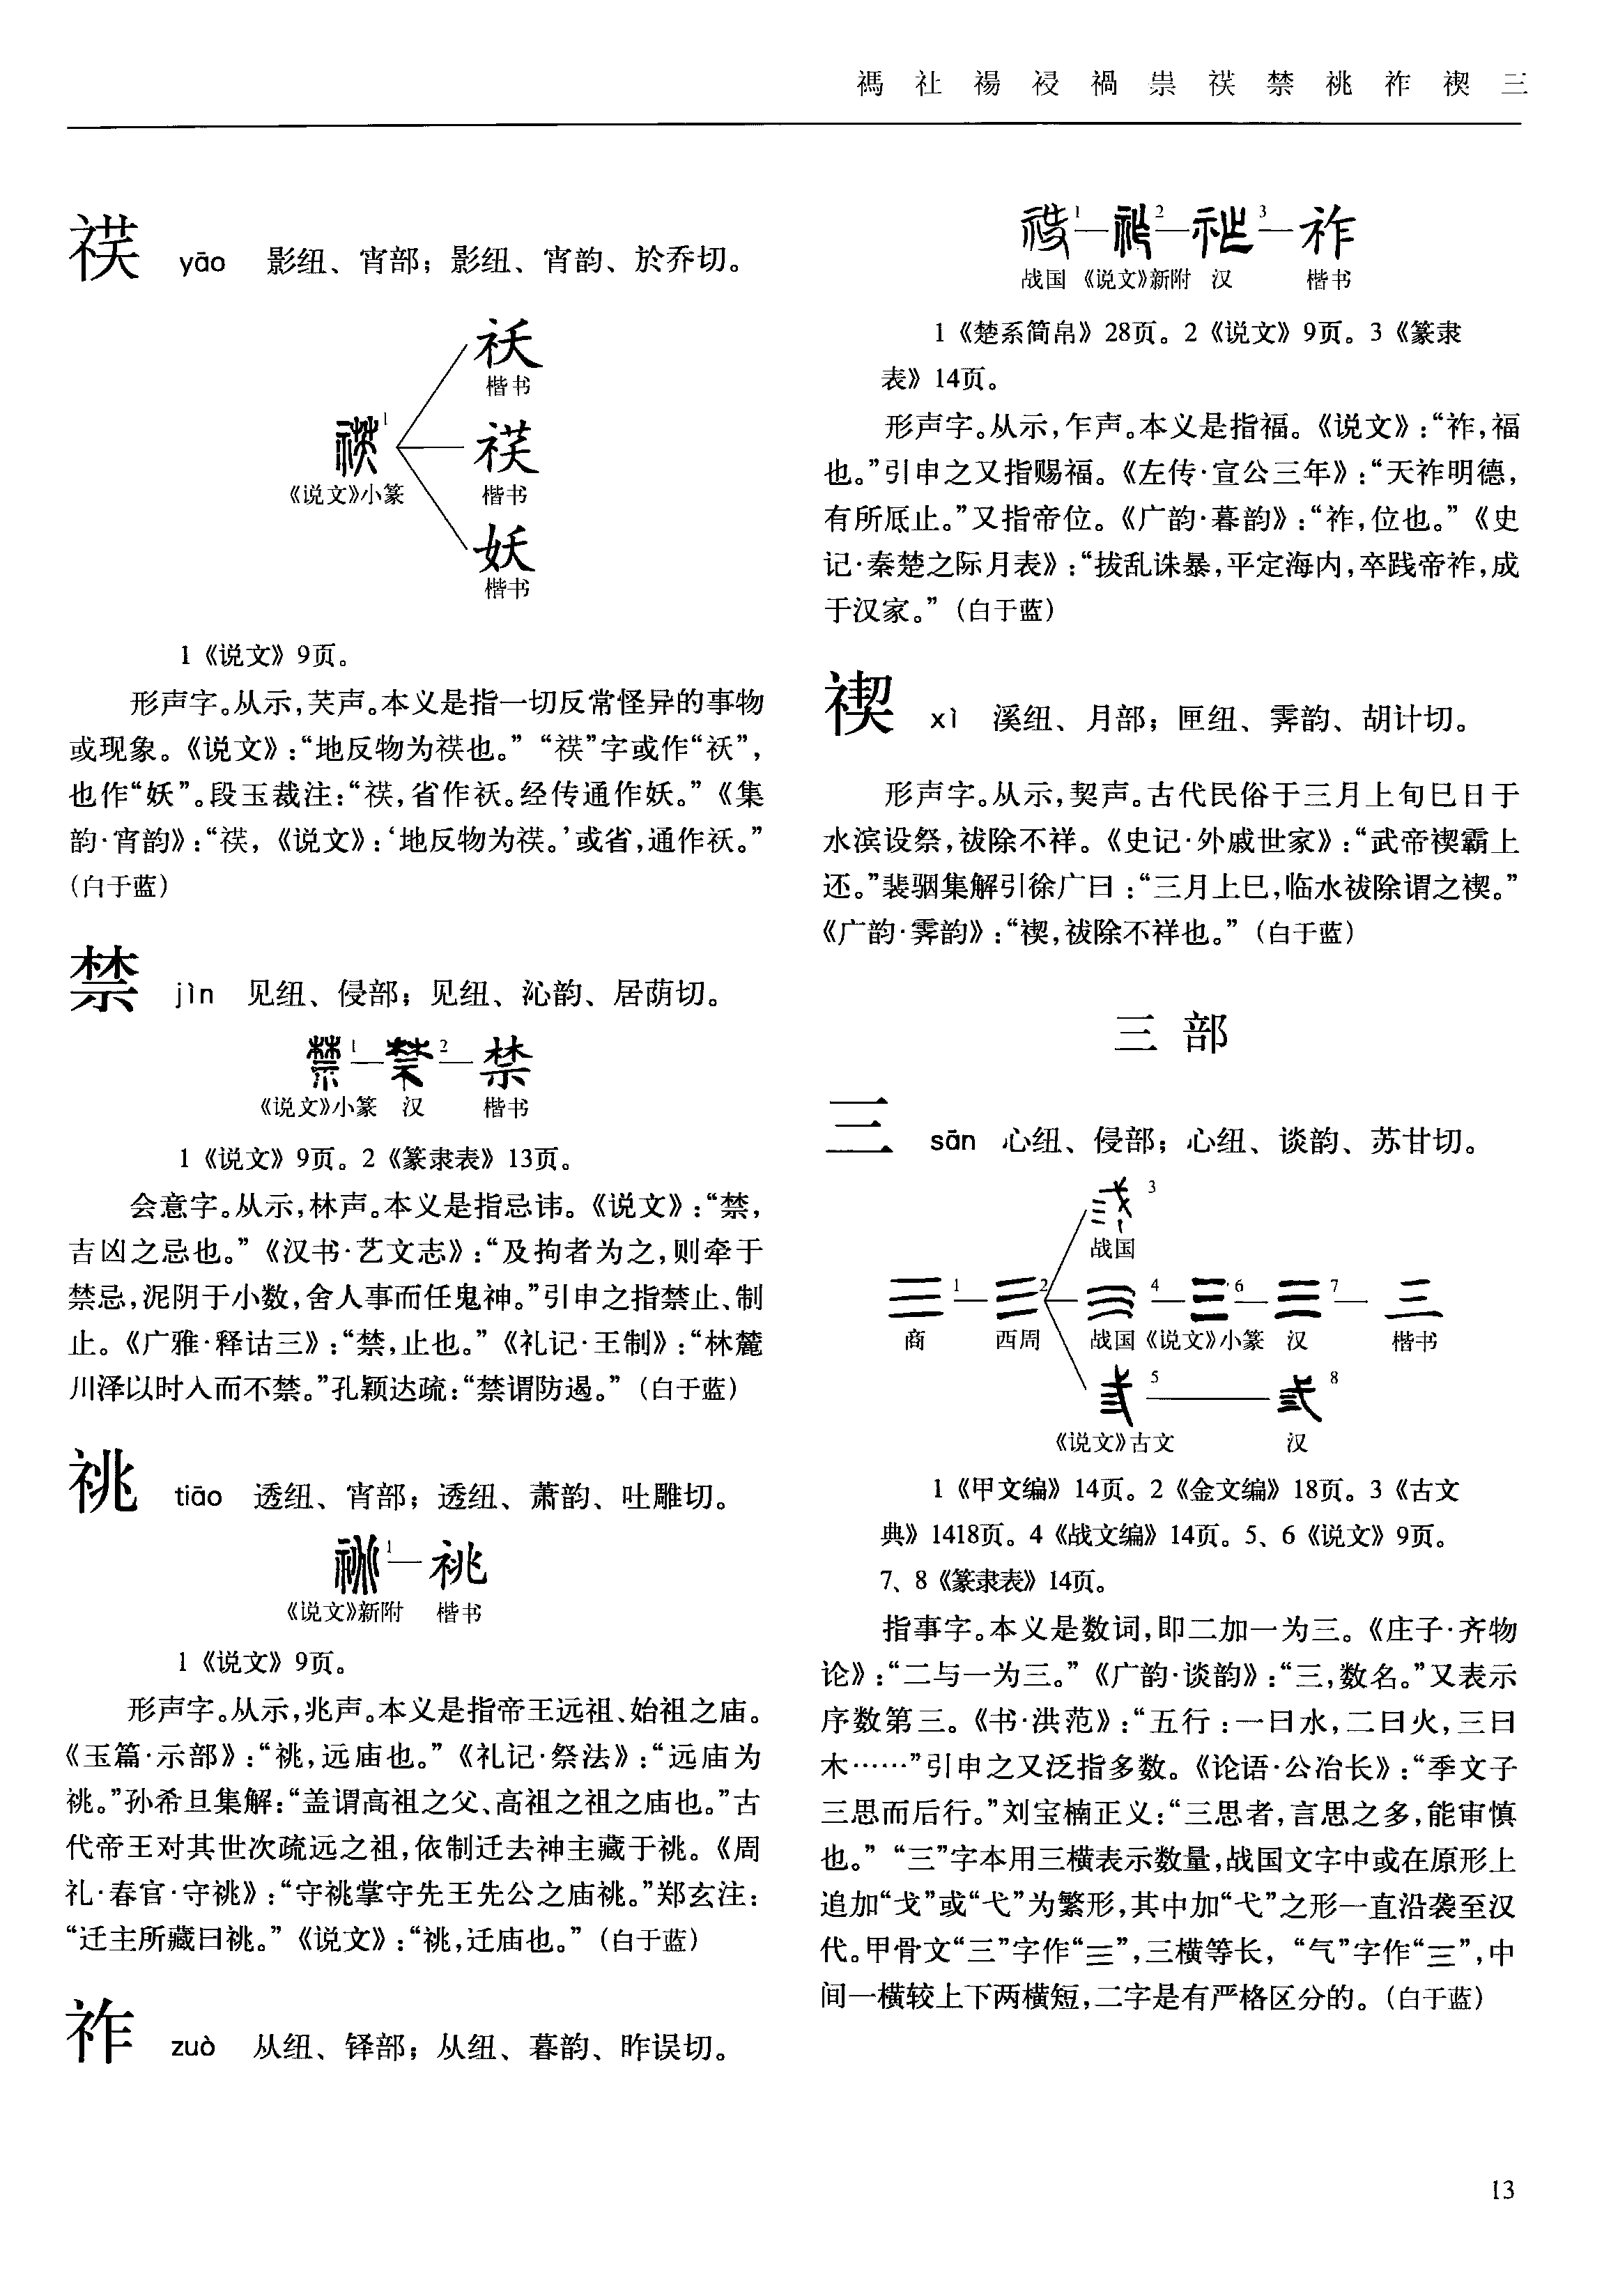 禡 社 禓 祲 禍 祟 䄏 禁 祧 祚 禊 三
䄏 yāo 影纽、宵部；影纽、宵韵、於乔切。
祅
楷书
1
䄏
《说文》小篆 楷书
妖
楷书
1《说文》9页。
形声字。从示，芺声。本义是指一切反常怪异的事物
或现象。《说文》：“地反物为䄏也。”“䄏”字或作“祅”，
也作“妖”。段玉裁注：“䄏，省作祅。经传通作妖。”《集
韵·宵韵》：“䄏，《说文》：‘地反物为䄏。’或省，通作祅。”
（白于蓝）
禁 jìn 见纽、侵部；见纽、沁韵、居荫切。
1 2 禁
《说文》小篆 汉 楷书
1《说文》9页。2《篆隶表》13页。
会意字。从示，林声。本义是指忌讳。《说文》：“禁，
吉凶之忌也。”《汉书·艺文志》：“及拘者为之，则牵于
禁忌，泥阴于小数，舍人事而任鬼神。”引申之指禁止、制
止。《广雅·释诂三》：“禁，止也。”《礼记·王制》：“林麓
川泽以时入而不禁。”孔颖达疏：“禁谓防遏。”（白于蓝）
祧 tiāo 透纽、宵部；透纽、萧韵、吐雕切。
1 祧
《说文》新附 楷书
1《说文》9页。
形声字。从示，兆声。本义是指帝王远祖、始祖之庙。
《玉篇·示部》：“祧，远庙也。”《礼记·祭法》：“远庙为
祧。”孙希旦集解：“盖谓高祖之父、高祖之祖之庙也。”古
代帝王对其世次疏远之祖，依制迁去神主藏于祧。《周
礼·春官·守祧》：“守祧掌守先王先公之庙祧。”郑玄注：
“迁主所藏曰祧。”《说文》：“祧，迁庙也。”（白于蓝）
祚 zuò 从纽、铎部；从纽、暮韵、昨误切。
1 2 3 祚
战国 《说文》新附 汉 楷书
1《楚系简帛》28页。2《说文》9页。3《篆隶
表》14页。
形声字。从示，乍声。本义是指福。《说文》：“祚，福
也。”引申之又指赐福。《左传·宣公三年》：“天祚明德，
有所厎止。”又指帝位。《广韵·暮韵》：“祚，位也。”《史
记·秦楚之际月表》：“拔乱诛暴，平定海内，卒践帝祚，成
于汉家。”（白于蓝）
禊 xì 溪纽、月部；匣纽、霁韵、胡计切。
形声字。从示，契声。古代民俗于三月上旬巳日于
水滨设祭，祓除不祥。《史记·外戚世家》：“武帝禊霸上
还。”裴骃集解引徐广曰：“三月上巳，临水祓除谓之禊。”
《广韵·霁韵》：“禊，祓除不祥也。”（白于蓝）
三 部
三 sān 心纽、侵部；心纽、谈韵、苏甘切。
3
战国
三 1 三 2 三 4 三 6 三 7 三
商 西周 战国 《说文》小篆 汉 楷书
弎 5 弎 8
《说文》古文 汉
1《甲文编》14页。2《金文编》18页。3《古文
典》1418页。4《战文编》14页。5、6《说文》9页。
7、8《篆隶表》14页。
指事字。本义是数词，即二加一为三。《庄子·齐物
论》：“二与一为三。”《广韵·谈韵》：“三，数名。”又表示
序数第三。《书·洪范》：“五行：一曰水，二曰火，三曰
木……”引申之又泛指多数。《论语·公冶长》：“季文子
三思而后行。”刘宝楠正义：“三思者，言思之多，能审慎
也。”“三”字本用三横表示数量，战国文字中或在原形上
追加“戈”或“弋”为繁形，其中加“弋”之形一直沿袭至汉
代。甲骨文“三”字作“三”，三横等长，“气”字作“三”，中
间一横较上下两横短，二字是有严格区分的。（白于蓝）
13